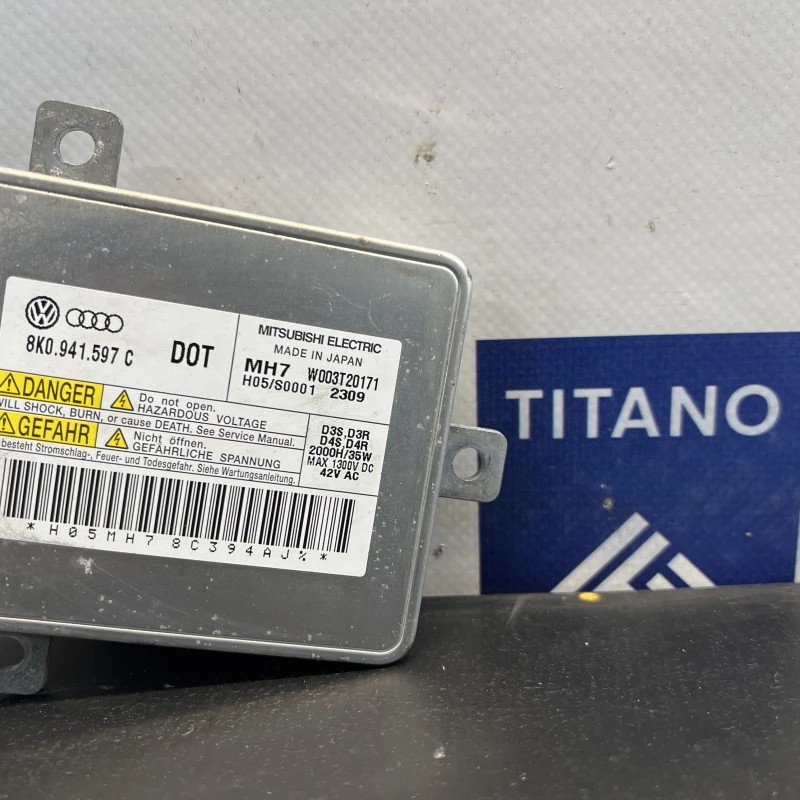 8K0.941.597 C
DOT
MITSUBISHI ELECTRIC
MADE IN JAPAN
MH7 W003T20171
H05/S0001 2309
DANGER
Do not open.
HAZARDOUS VOLTAGE
WILL SHOCK, BURN, or cause DEATH. See Service Manual.
GEFAHR
Nicht öffnen.
GEFÄHRLICHE SPANNUNG
besteht Stromschlag-, Feuer- und Todesgefahr. Siehe Wartungsanleitung.
D3S,D3R
D4S,D4R
2000H/35W
MAX 1300V DC
42V AC
*H05MH78C394AJ%*
TITANO